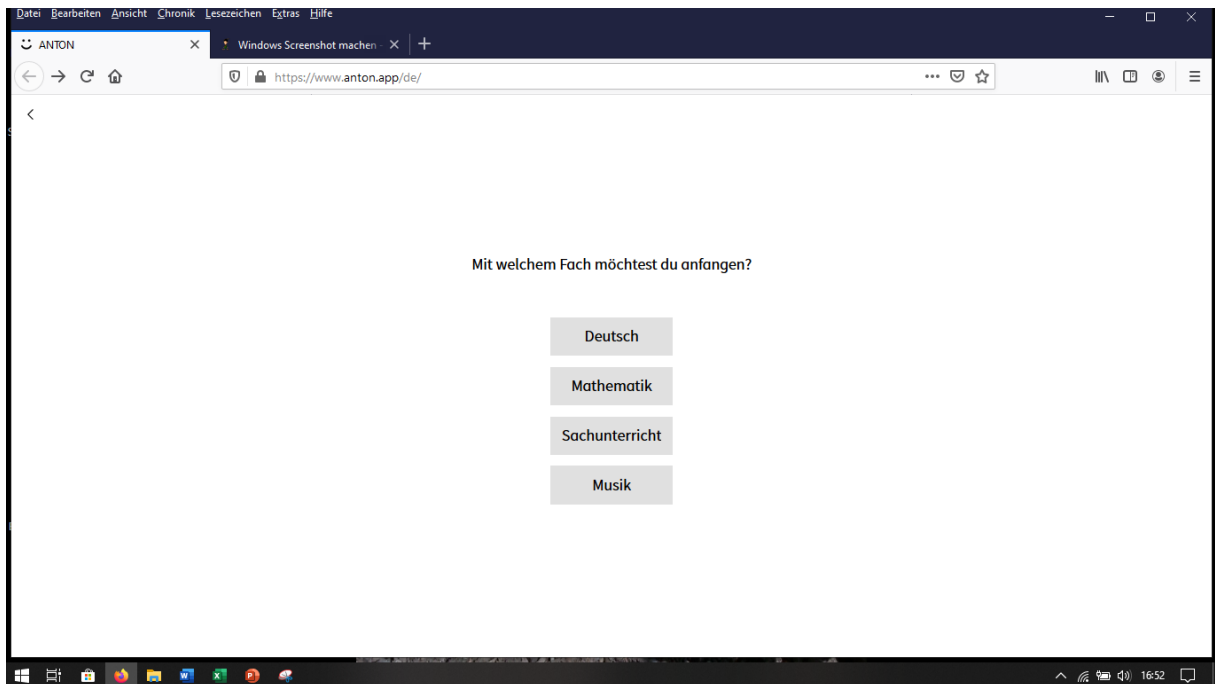 Datei Bearbeiten Ansicht Chronik Lesezeichen Extras Hilfe
ANTON
Windows Screenshot machen -
https://www.anton.app/de/
Mit welchem Fach möchtest du anfangen?
Deutsch
Mathematik
Sachunterricht
Musik
16:52